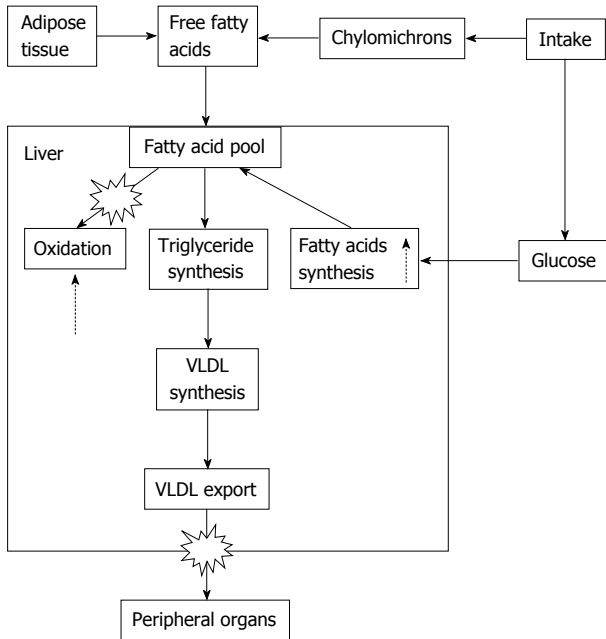 Adipose
tissue
Free fatty
acids
Chylomicrons
Intake
Liver
Fatty acid pool
Oxidation
Triglyceride
synthesis
Fatty acids
synthesis
Glucose
VLDL
synthesis
VLDL export
Peripheral organs